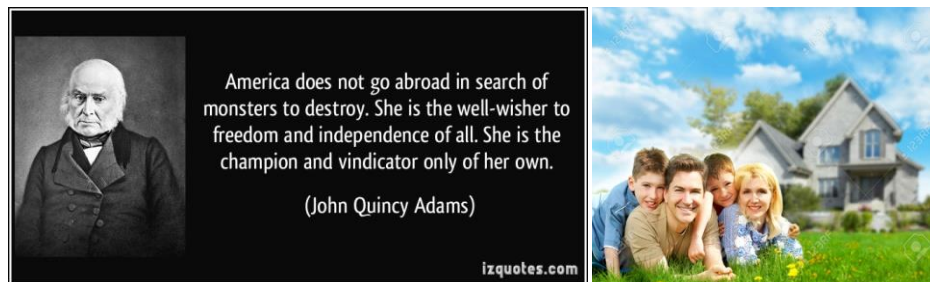 America does not go abroad in search of
monsters to destroy. She is the well-wisher to
freedom and independence of all. She is the
champion and vindicator only of her own.
(John Quincy Adams)
izquotes.com